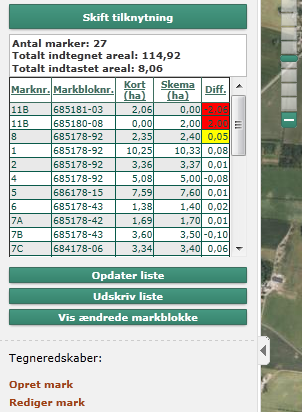 Skift tilknytning
Antal marker: 27
Totalt indtegnet areal: 114,92
Totalt indtastet areal: 8,06
Marknr. Markbloknr. Kort (ha) Skema (ha) Diff.
11B 685181-03 2,06 0,00 -2,06
11B 685181-08 0,00 2,00 2,00
8 685178-92 2,35 2,40 0,05
1 685178-92 10,25 10,33 0,08
2 685178-92 3,36 3,37 0,01
4 685178-92 5,08 5,00 -0,08
5 686178-15 7,59 7,60 0,01
6 685178-43 1,38 1,40 0,02
7A 685178-42 1,69 1,70 0,01
7B 685178-43 3,60 3,50 -0,10
7C 684178-06 3,34 3,40 0,06
Opdater liste
Udskriv liste
Vis ændrede markblokke
Tegneredskaber:
Opret mark
Rediger mark